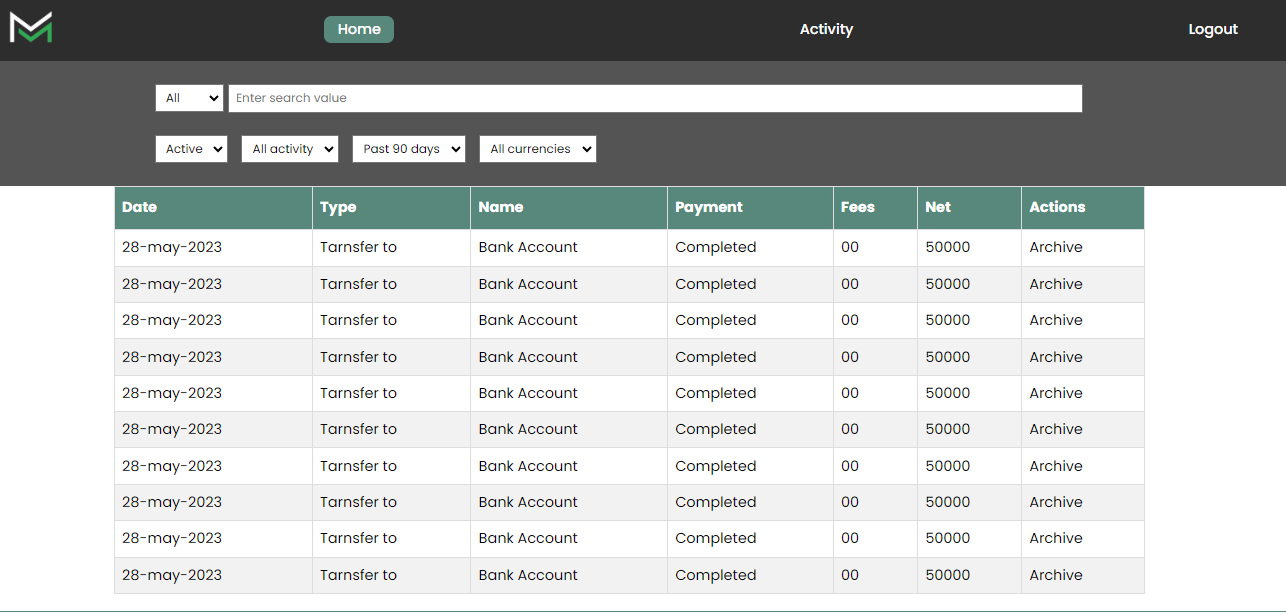 Home Activity Logout
All Enter search value
Active All activity Past 90 days All currencies
Date Type Name Payment Fees Net Actions
28-may-2023 Tarnsfer to Bank Account Completed 00 50000 Archive
28-may-2023 Tarnsfer to Bank Account Completed 00 50000 Archive
28-may-2023 Tarnsfer to Bank Account Completed 00 50000 Archive
28-may-2023 Tarnsfer to Bank Account Completed 00 50000 Archive
28-may-2023 Tarnsfer to Bank Account Completed 00 50000 Archive
28-may-2023 Tarnsfer to Bank Account Completed 00 50000 Archive
28-may-2023 Tarnsfer to Bank Account Completed 00 50000 Archive
28-may-2023 Tarnsfer to Bank Account Completed 00 50000 Archive
28-may-2023 Tarnsfer to Bank Account Completed 00 50000 Archive
28-may-2023 Tarnsfer to Bank Account Completed 00 50000 Archive